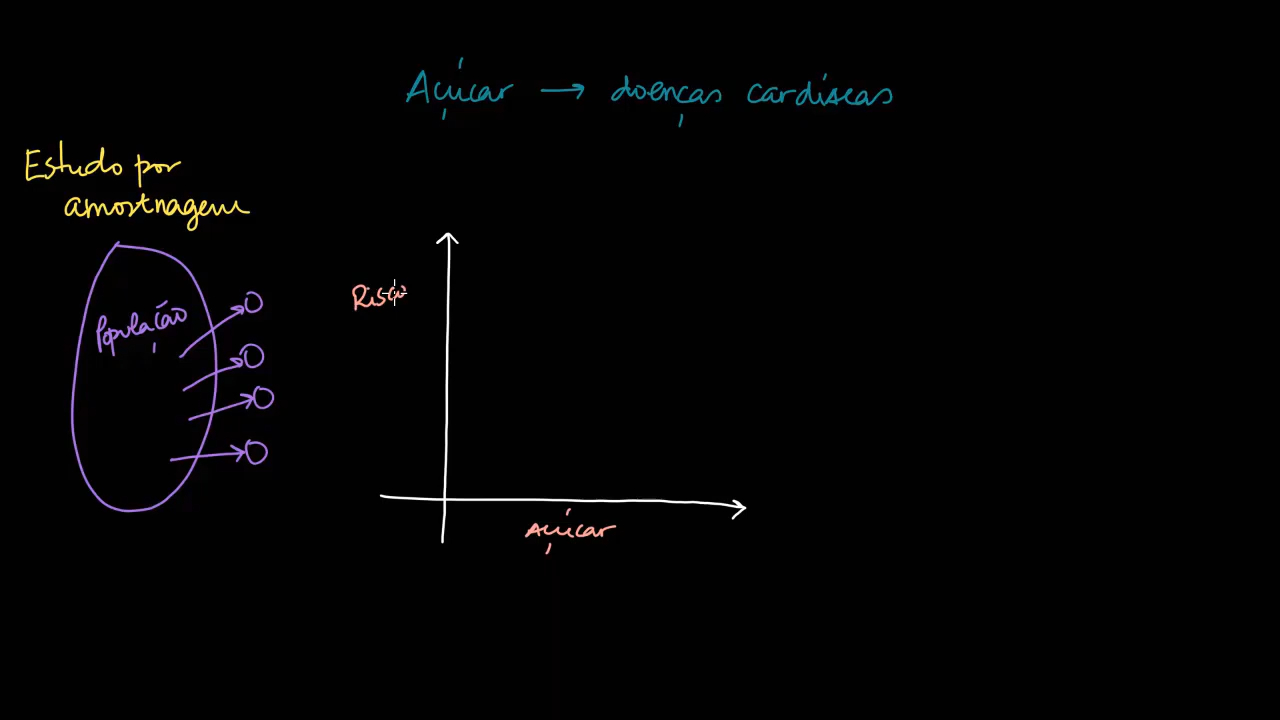 Açúcar → doenças cardíacas
Estudo por
amostragem
População
Risco
Açúcar